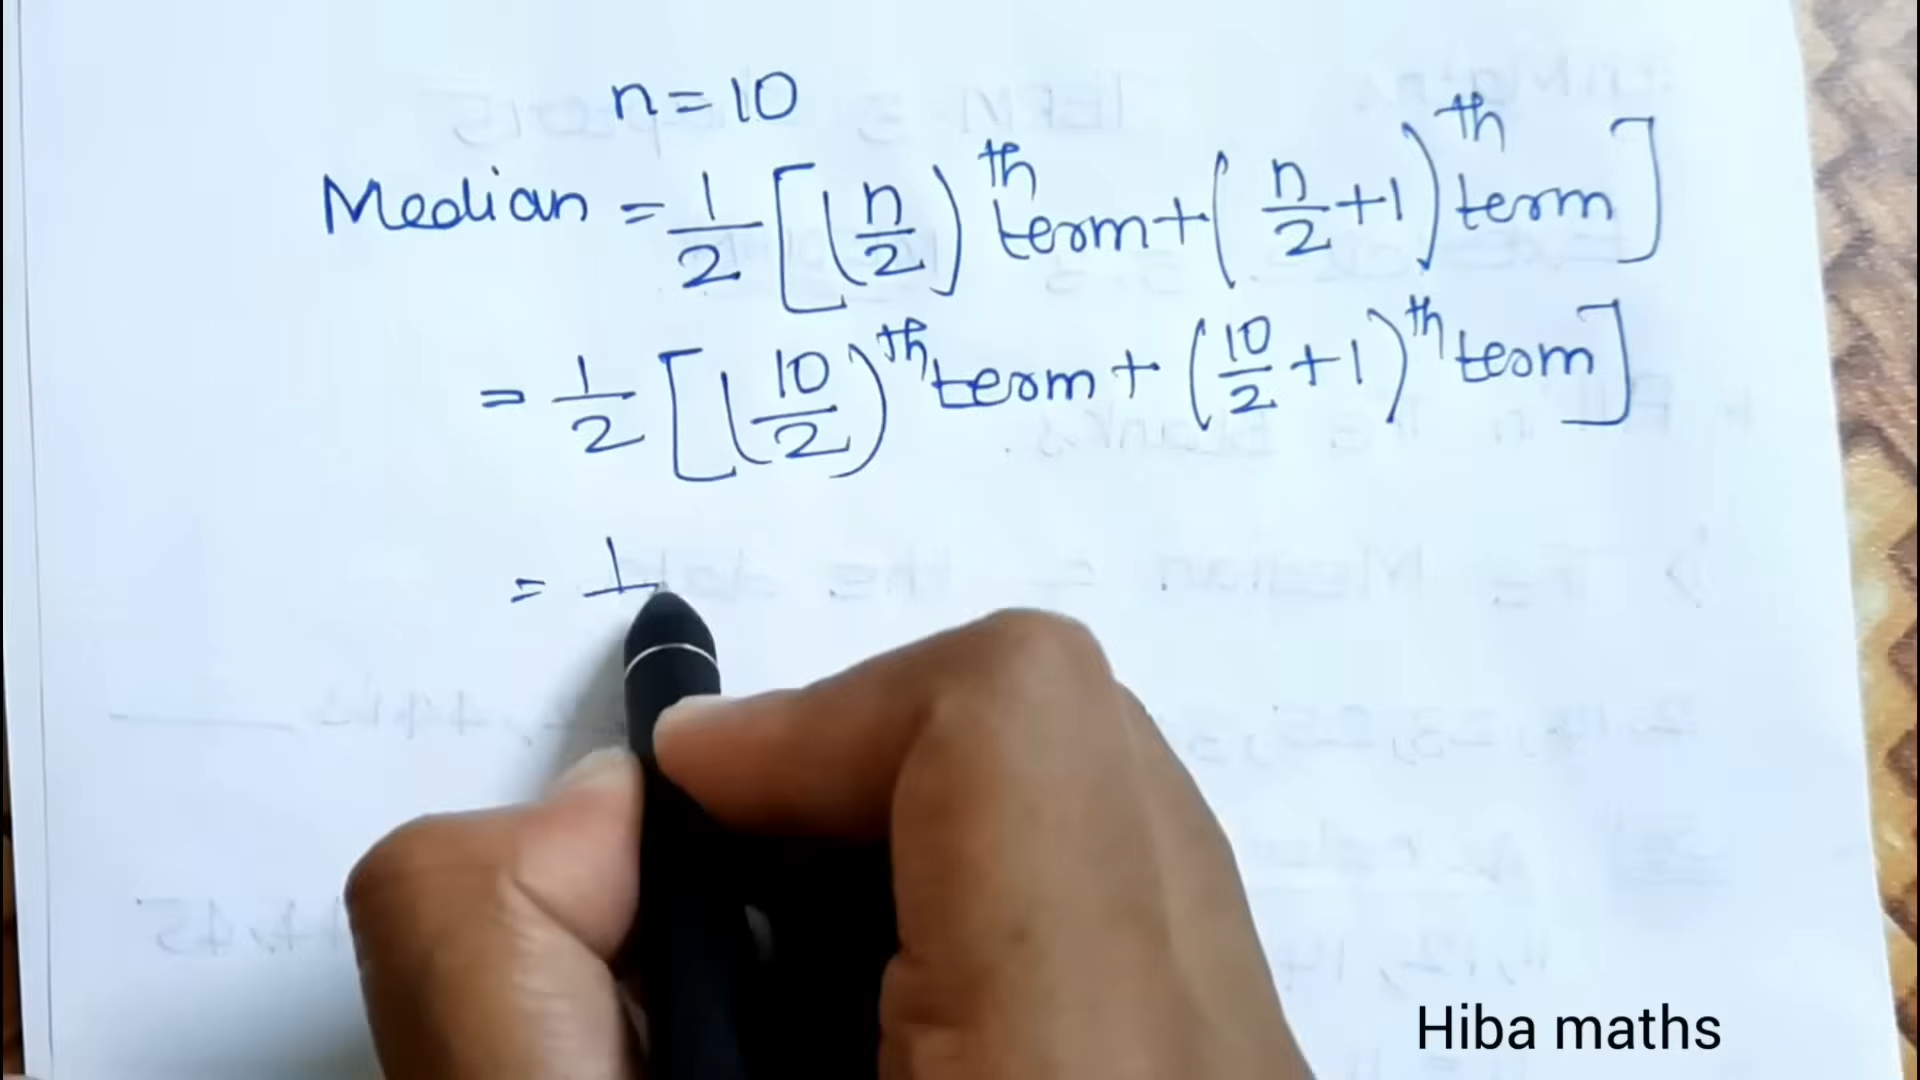 n=10
Median = 1/2 [(n/2)th term + (n/2 + 1)th term]
= 1/2 [(10/2)th term + (10/2 + 1)th term]
= 1
Hiba maths